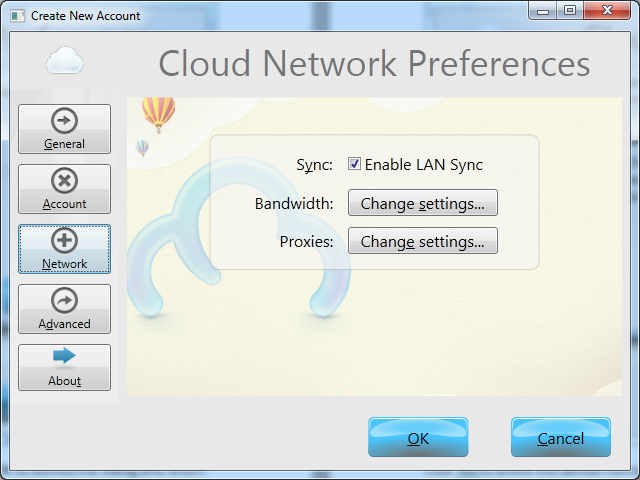 Create New Account
Cloud Network Preferences
General
Account
Network
Advanced
About
Sync: Enable LAN Sync
Bandwidth: Change settings...
Proxies: Change settings...
OK Cancel